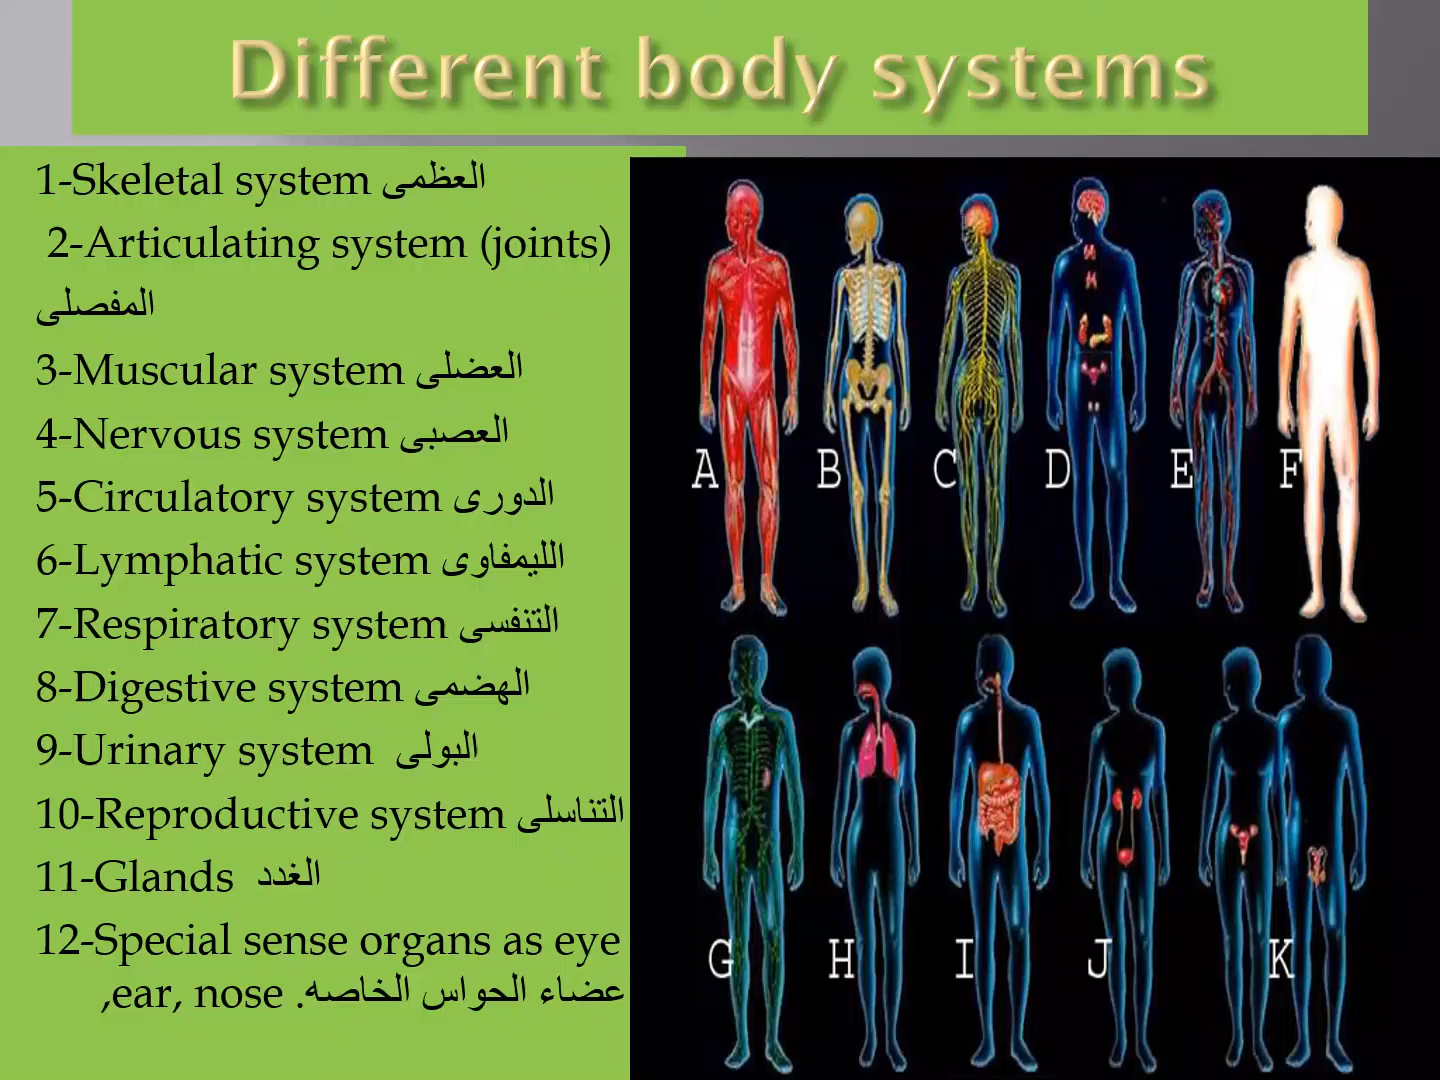 Different body systems
1-Skeletal system العظمى
2-Articulating system (joints)
المفصلى
3-Muscular system العضلى
4-Nervous system العصبى
5-Circulatory system الدورى
6-Lymphatic system الليمفاوى
7-Respiratory system التنفسى
8-Digestive system الهضمى
9-Urinary system البولى
10-Reproductive system التناسلى
11-Glands الغدد
12-Special sense organs as eye
,ear, nose .عضاء الحواس الخاصه
A B C D E F
G H I J K